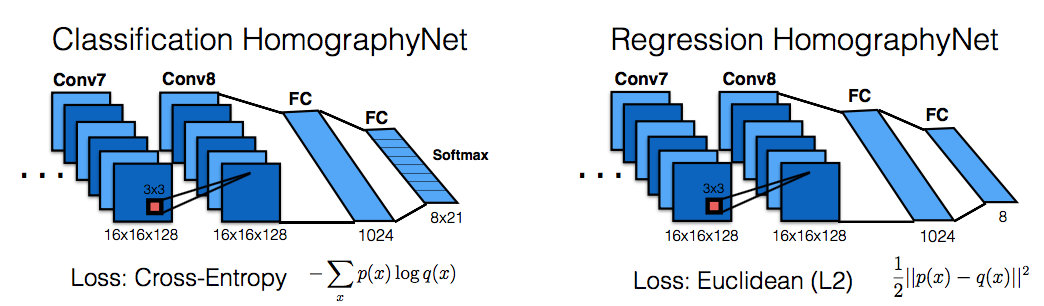 Classification HomographyNet
Conv7
Conv8
FC
FC
Softmax
...
3x3
16x16x128
16x16x128
1024
8x21
Loss: Cross-Entropy
−∑ₓ p(x) log q(x)
Regression HomographyNet
Conv7
Conv8
FC
FC
...
3x3
16x16x128
16x16x128
1024
8
Loss: Euclidean (L2)
1/2||p(x) − q(x)||²